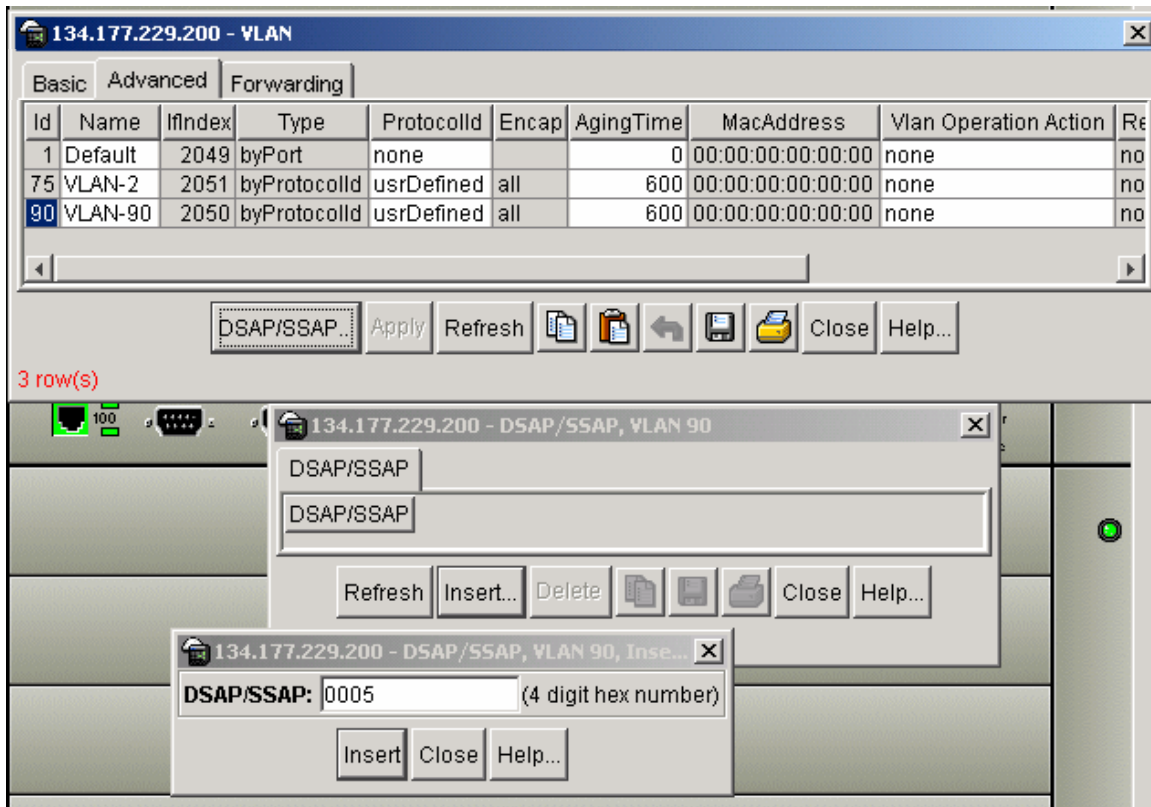 134.177.229.200 - VLAN
Basic Advanced Forwarding
Id Name IfIndex Type ProtocolId Encap AgingTime MacAddress Vlan Operation Action Re
1 Default 2049 byPort none 0 00:00:00:00:00:00 none no
75 VLAN-2 2051 byProtocolId usrDefined all 600 00:00:00:00:00:00 none no
90 VLAN-90 2050 byProtocolId usrDefined all 600 00:00:00:00:00:00 none no
DSAP/SSAP.. Apply Refresh Close Help...
3 row(s)
100
134.177.229.200 - DSAP/SSAP, VLAN 90
DSAP/SSAP
DSAP/SSAP
Refresh Insert... Delete Close Help...
134.177.229.200 - DSAP/SSAP, VLAN 90, Inse...
DSAP/SSAP: 0005 (4 digit hex number)
Insert Close Help...